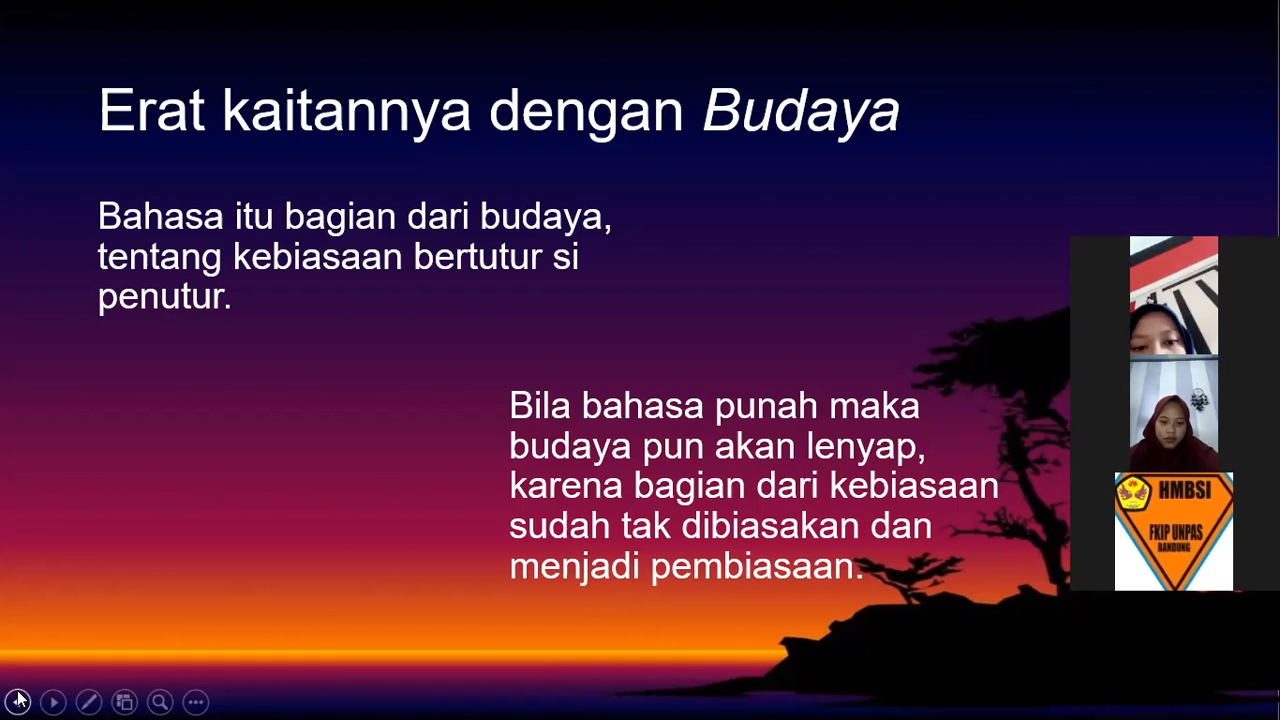 Erat kaitannya dengan Budaya
Bahasa itu bagian dari budaya,
tentang kebiasaan bertutur si
penutur.
Bila bahasa punah maka
budaya pun akan lenyap,
karena bagian dari kebiasaan
sudah tak dibiasakan dan
menjadi pembiasaan.
HMBSI
FKIP UNPAS
BANDUNG